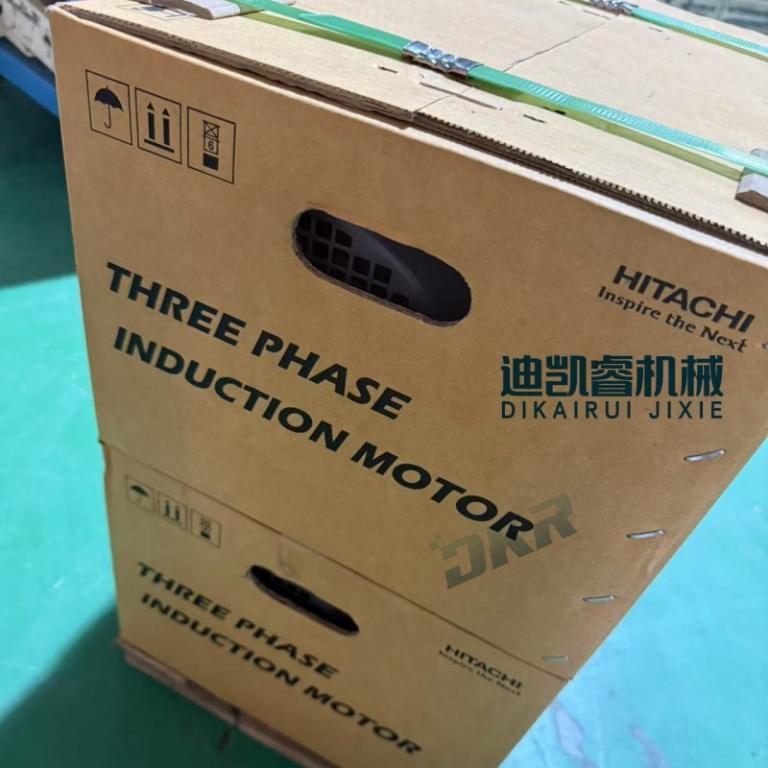 6
HITACHI
Inspire the Next
THREE PHASE
INDUCTION MOTOR
迪凯睿机械
DIKAIRUI JIXIE
DKR
THREE PHASE
INDUCTION MOTOR
HITACHI
Inspire the Next